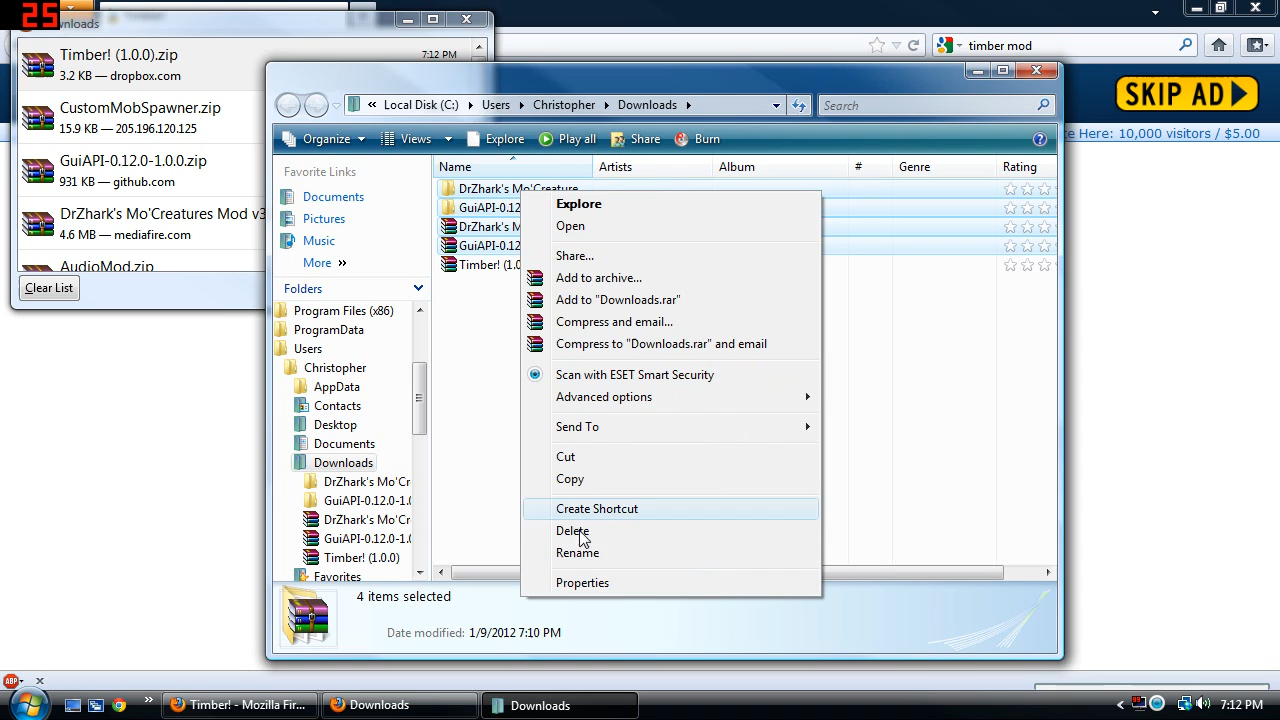 25
Downloads
Timber! (1.0.0).zip
7:12 PM
3.2 KB — dropbox.com
CustomMobSpawner.zip
15.9 KB — 205.196.120.125
GuiAPI-0.12.0-1.0.0.zip
931 KB — github.com
DrZhark's Mo'Creatures Mod v3
4.6 MB — mediafire.com
AudioMod.zip
Clear List
timber mod
SKIP AD
te Here: 10,000 visitors / $5.00
« Local Disk (C:) Users Christopher Downloads
Search
Organize Views Explore Play all Share Burn
Favorite Links
Documents
Pictures
Music
More »
Folders
Program Files (x86)
ProgramData
Users
Christopher
AppData
Contacts
Desktop
Documents
Downloads
DrZhark's Mo'Cr
GuiAPI-0.12.0-1.0
DrZhark's Mo'Cr
GuiAPI-0.12.0-1.0
Timber! (1.0.0)
Favorites
Name Artists Album # Genre Rating
DrZhark's Mo'Creature
GuiAPI-0.12
DrZhark's M
GuiAPI-0.12
Timber! (1.0
Explore
Open
Share...
Add to archive...
Add to "Downloads.rar"
Compress and email...
Compress to "Downloads.rar" and email
Scan with ESET Smart Security
Advanced options
Send To
Cut
Copy
Create Shortcut
Delete
Rename
Properties
4 items selected
Date modified: 1/9/2012 7:10 PM
ABP
Timber! - Mozilla Fir...
Downloads
Downloads
7:12 PM